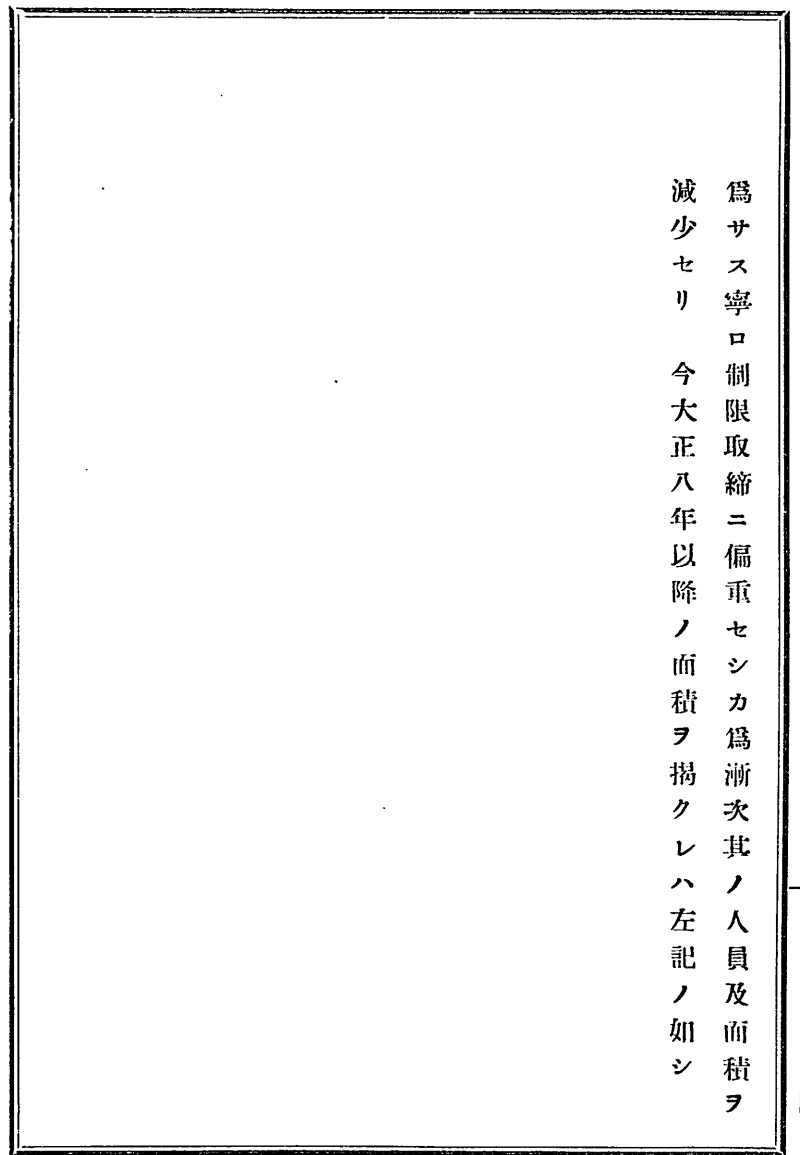 爲サス寧ロ制限取締ニ偏重セシカ爲漸次其ノ人員及面積ヲ
減少セリ　今大正八年以降ノ面積ヲ揭クレハ左記ノ如シ